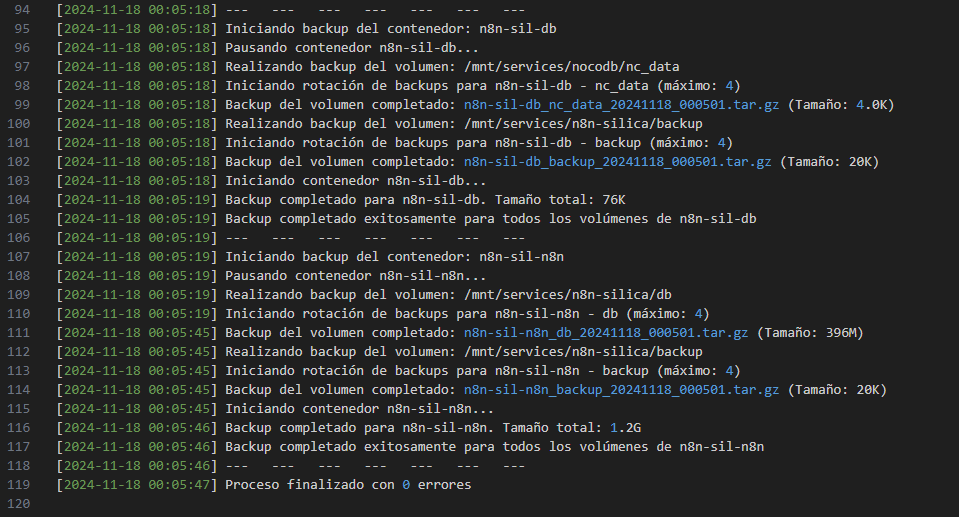 94 [2024-11-18 00:05:18] --- --- --- --- --- --- ---
95 [2024-11-18 00:05:18] Iniciando backup del contenedor: n8n-sil-db
96 [2024-11-18 00:05:18] Pausando contenedor n8n-sil-db...
97 [2024-11-18 00:05:18] Realizando backup del volumen: /mnt/services/nocodb/nc_data
98 [2024-11-18 00:05:18] Iniciando rotación de backups para n8n-sil-db - nc_data (máximo: 4)
99 [2024-11-18 00:05:18] Backup del volumen completado: n8n-sil-db_nc_data_20241118_000501.tar.gz (Tamaño: 4.0K)
100 [2024-11-18 00:05:18] Realizando backup del volumen: /mnt/services/n8n-silica/backup
101 [2024-11-18 00:05:18] Iniciando rotación de backups para n8n-sil-db - backup (máximo: 4)
102 [2024-11-18 00:05:18] Backup del volumen completado: n8n-sil-db_backup_20241118_000501.tar.gz (Tamaño: 20K)
103 [2024-11-18 00:05:18] Iniciando contenedor n8n-sil-db...
104 [2024-11-18 00:05:19] Backup completado para n8n-sil-db. Tamaño total: 76K
105 [2024-11-18 00:05:19] Backup completado exitosamente para todos los volúmenes de n8n-sil-db
106 [2024-11-18 00:05:19] --- --- --- --- --- --- ---
107 [2024-11-18 00:05:19] Iniciando backup del contenedor: n8n-sil-n8n
108 [2024-11-18 00:05:19] Pausando contenedor n8n-sil-n8n...
109 [2024-11-18 00:05:19] Realizando backup del volumen: /mnt/services/n8n-silica/db
110 [2024-11-18 00:05:19] Iniciando rotación de backups para n8n-sil-n8n - db (máximo: 4)
111 [2024-11-18 00:05:45] Backup del volumen completado: n8n-sil-n8n_db_20241118_000501.tar.gz (Tamaño: 396M)
112 [2024-11-18 00:05:45] Realizando backup del volumen: /mnt/services/n8n-silica/backup
113 [2024-11-18 00:05:45] Iniciando rotación de backups para n8n-sil-n8n - backup (máximo: 4)
114 [2024-11-18 00:05:45] Backup del volumen completado: n8n-sil-n8n_backup_20241118_000501.tar.gz (Tamaño: 20K)
115 [2024-11-18 00:05:45] Iniciando contenedor n8n-sil-n8n...
116 [2024-11-18 00:05:46] Backup completado para n8n-sil-n8n. Tamaño total: 1.2G
117 [2024-11-18 00:05:46] Backup completado exitosamente para todos los volúmenes de n8n-sil-n8n
118 [2024-11-18 00:05:46] --- --- --- --- --- --- ---
119 [2024-11-18 00:05:47] Proceso finalizado con 0 errores
120